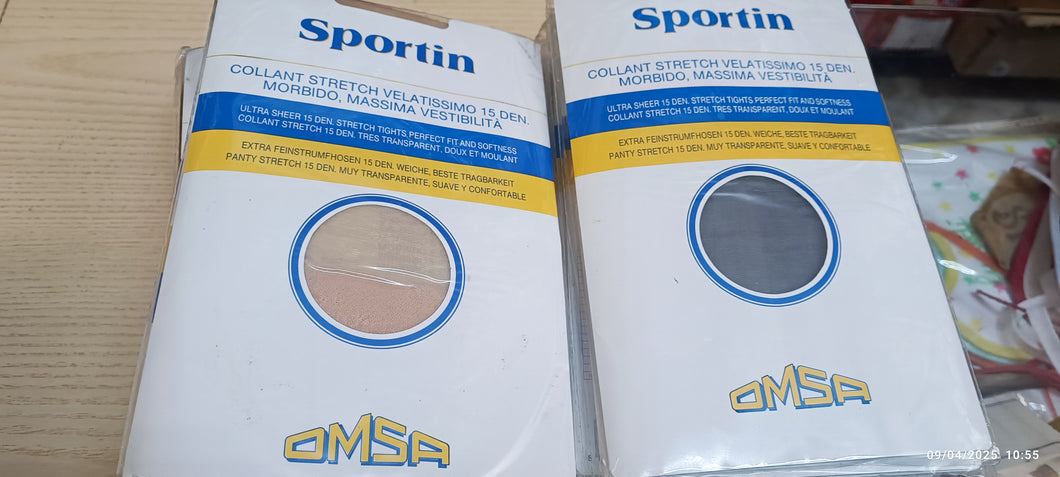 Sportin
COLLANT STRETCH VELATISSIMO 15 DEN.
MORBIDO, MASSIMA VESTIBILITÀ
ULTRA SHEER 15 DEN. STRETCH TIGHTS PERFECT FIT AND SOFTNESS
COLLANT STRETCH 15 DEN. TRES TRANSPARENT, DOUX ET MOULANT
EXTRA FEINSTRUMFHOSEN 15 DEN. WEICHE, BESTE TRAGBARKEIT
PANTY STRETCH 15 DEN. MUY TRANSPARENTE, SUAVE Y CONFORTABLE
OMSA
Sportin
COLLANT STRETCH VELATISSIMO 15 DEN.
MORBIDO, MASSIMA VESTIBILITÀ
ULTRA SHEER 15 DEN. STRETCH TIGHTS PERFECT FIT AND SOFTNESS
COLLANT STRETCH 15 DEN. TRES TRANSPARENT, DOUX ET MOULANT
EXTRA FEINSTRUMFHOSEN 15 DEN. WEICHE, BESTE TRAGBARKEIT
PANTY STRETCH 15 DEN. MUY TRANSPARENTE, SUAVE Y CONFORTABLE
OMSA
09/04/2025 10:55